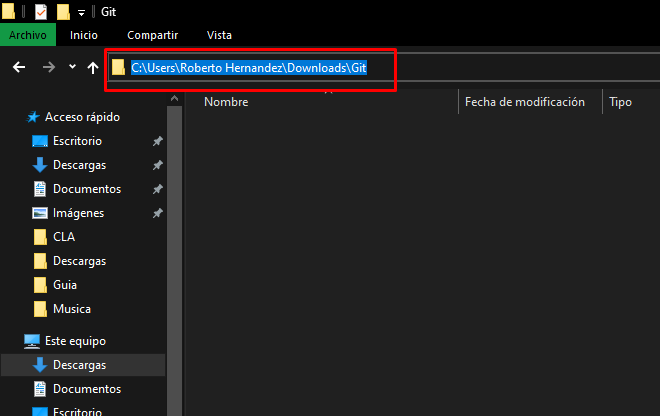 Git
Archivo Inicio Compartir Vista
C:\Users\Roberto Hernandez\Downloads\Git
Nombre Fecha de modificación Tipo
Acceso rápido
Escritorio
Descargas
Documentos
Imágenes
CLA
Descargas
Guia
Musica
Este equipo
Descargas
Documentos
Escritorio